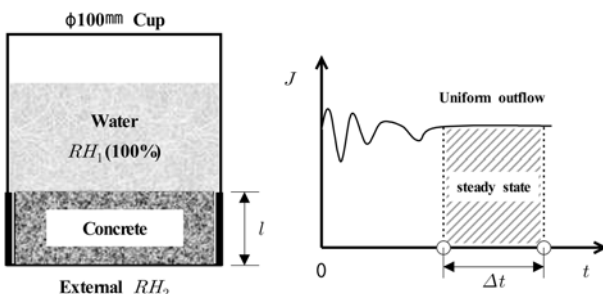 ϕ100㎜ Cup
Water
RH₁(100%)
Concrete
l
External RH₂
J
Uniform outflow
steady state
0
Δt
t